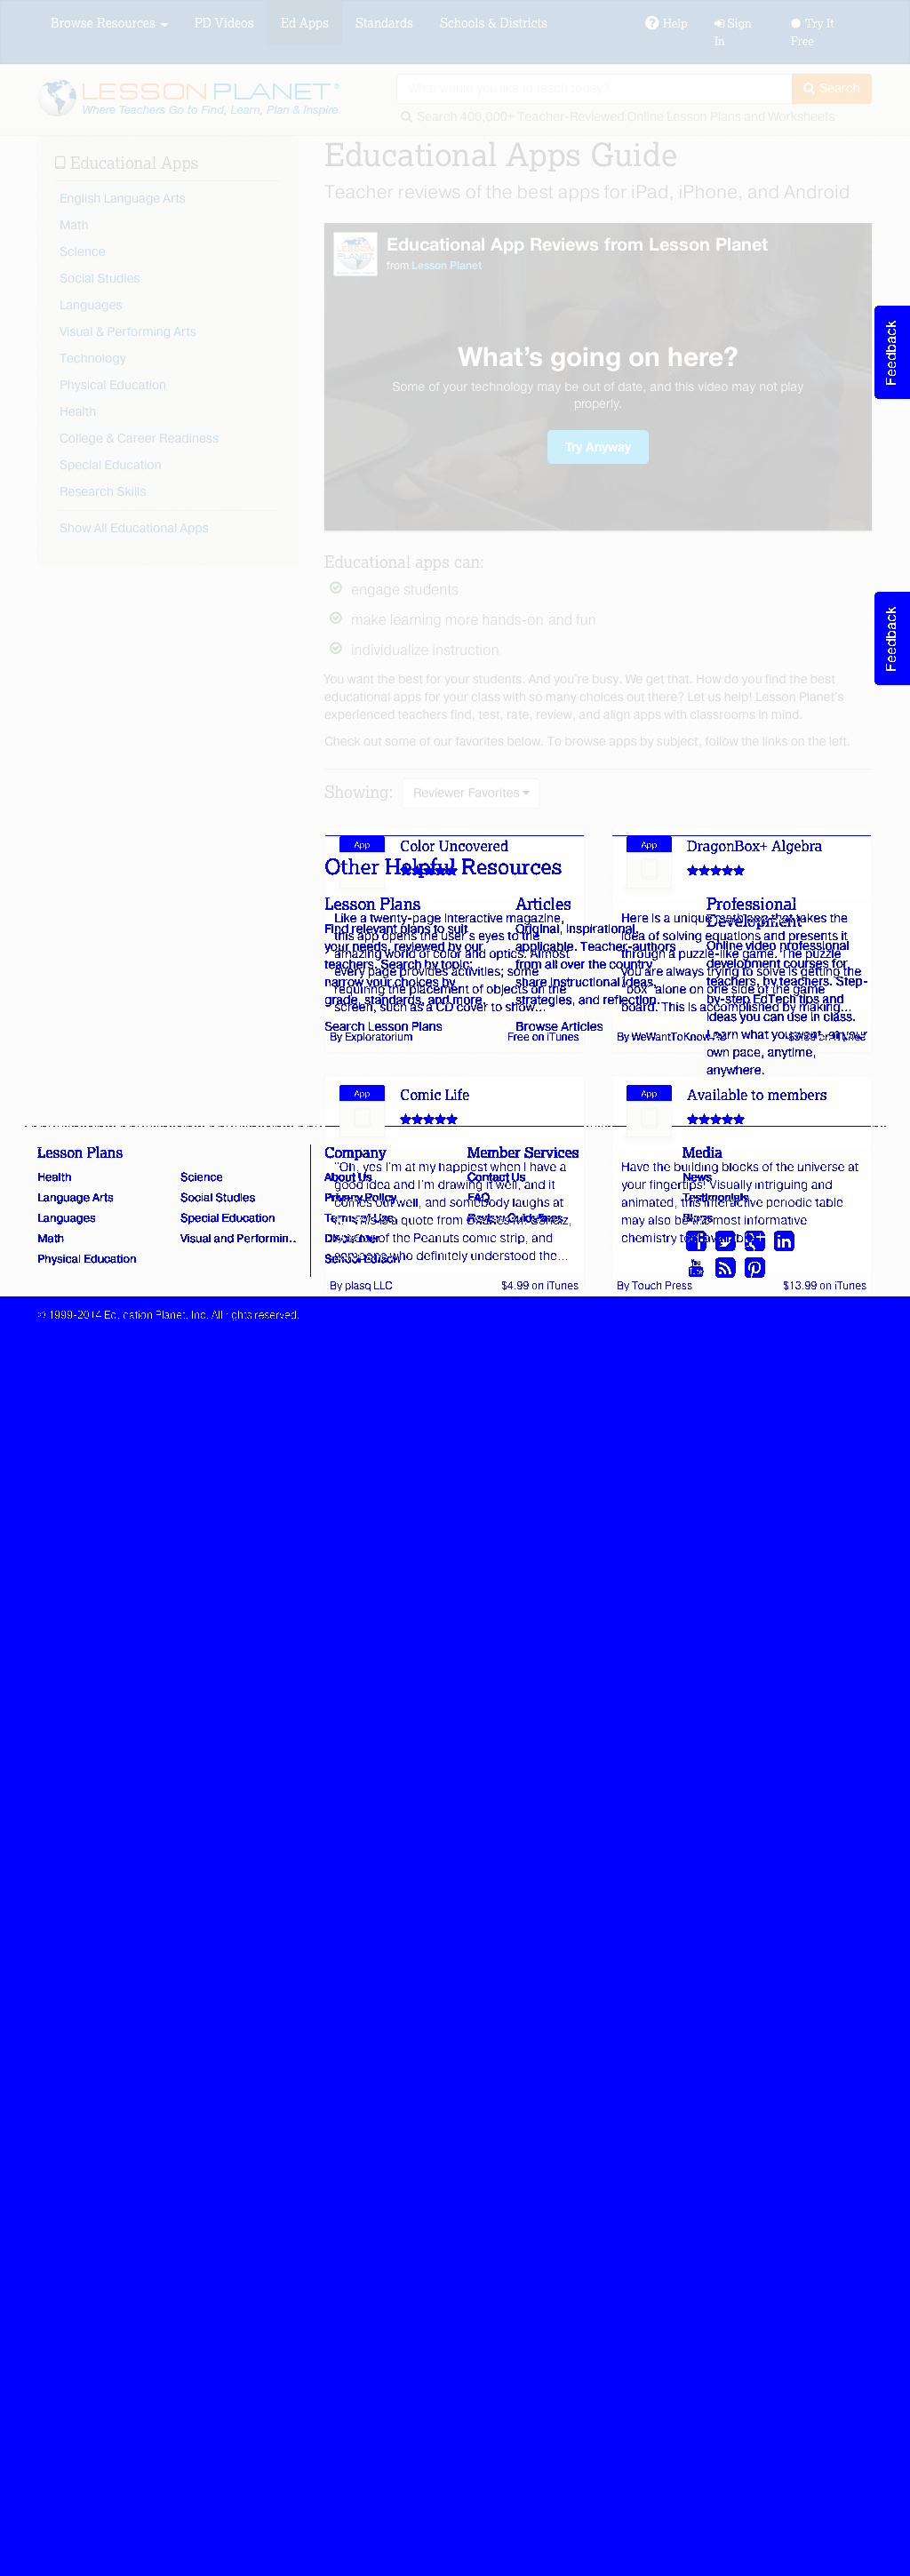 Browse Resources
PD Videos
Ed Apps
Standards
Schools & Districts
Help
Sign In
Try It Free
LESSONPLANET®
Where Teachers Go to Find, Learn, Plan & Inspire
What would you like to teach today?
Search
Search 400,000+ Teacher-Reviewed Online Lesson Plans and Worksheets
Educational Apps
English Language Arts
Math
Science
Social Studies
Languages
Visual & Performing Arts
Technology
Physical Education
Health
College & Career Readiness
Special Education
Research Skills
Show All Educational Apps
Educational Apps Guide
Teacher reviews of the best apps for iPad, iPhone, and Android
LESSON PLANET
Educational App Reviews from Lesson Planet
from Lesson Planet
What's going on here?
Some of your technology may be out of date, and this video may not play
properly.
Try Anyway
Feedback
Feedback
Educational apps can:
engage students
make learning more hands-on and fun
individualize instruction
You want the best for your students. And you're busy. We get that. How do you find the best
educational apps for your class with so many choices out there? Let us help! Lesson Planet's
experienced teachers find, test, rate, review, and align apps with classrooms in mind.
Check out some of our favorites below. To browse apps by subject, follow the links on the left.
Showing:
Reviewer Favorites
App
Color Uncovered
Like a twenty-page interactive magazine,
this app opens the user's eyes to the
amazing world of color and optics. Almost
every page provides activities; some
requiring the placement of objects on the
screen, such as a CD cover to show...
By Exploratorium
Free on iTunes
App
DragonBox+ Algebra
Here is a unique math app that takes the
idea of solving equations and presents it
through a puzzle-like game. The puzzle
you are always trying to solve is getting the
"box" alone on one side of the game
board. This is accomplished by making...
By WeWantToKnow AS
on iTunes
Other Helpful Resources
Lesson Plans
Find relevant plans to suit
your needs, reviewed by our
teachers. Search by topic;
narrow your choices by
grade, standards, and more.
Search Lesson Plans
Articles
Original, inspirational,
applicable. Teacher-authors
from all over the country
share instructional ideas,
strategies, and reflection.
Browse Articles
Professional
Development
Online video professional
development courses for
teachers, by teachers. Step-
by-step EdTech tips and
ideas you can use in class.
Learn what you want, at your
own pace, anytime,
anywhere.
App
Comic Life
"Oh, yes I'm at my happiest when I have a
good idea and I'm drawing it well, and it
comes out well, and somebody laughs at
it." This is a quote from Charles M. Schulz,
creator of the Peanuts comic strip, and
someone who definitely understood the...
By plasq LLC
$4.99 on iTunes
App
Available to members
Have the building blocks of the universe at
your fingertips! Visually intriguing and
animated, this interactive periodic table
may also be the most informative
chemistry tool available
By Touch Press
$13.99 on iTunes
Lesson Plans
Health
Language Arts
Languages
Math
Physical Education
Science
Social Studies
Special Education
Visual and Performin..
Company
About Us
Privacy Policy
Terms of Use
Disclaimer
Member Services
Contact Us
FAQ
Review Guidelines
Media
News
Testimonials
Blogs
© 1999-2014 Education Planet, Inc. All rights reserved.